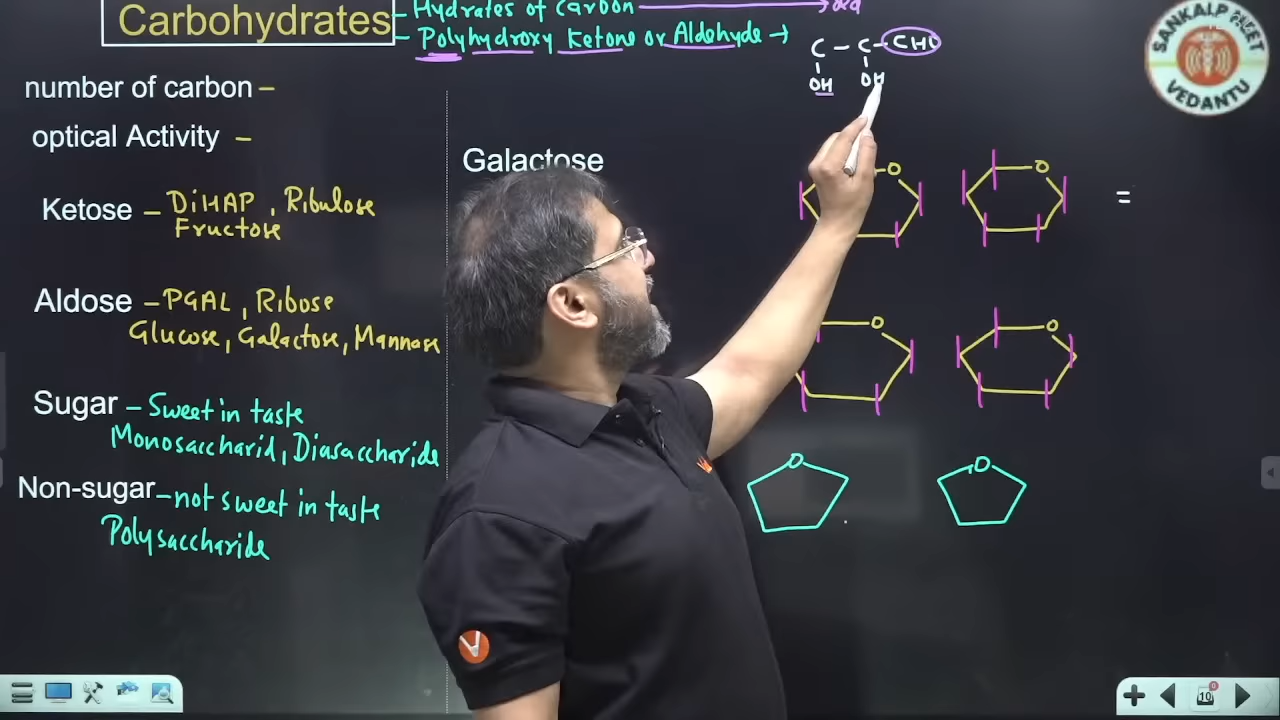 Carbohydrates
- Hydrates of carbon → old
- Polyhydroxy Ketone or Aldehyde →
C - C - CHO
OH OH
number of carbon -
optical Activity -
Galactose
Ketose - DiHAP, Ribulose
Fructose
Aldose - PGAL, Ribose
Glucose, Galactose, Mannose
Sugar - Sweet in taste
Monosaccharid, Diasaccharide
Non-sugar - not sweet in taste
Polysaccharide
O
O
=
O
O
O
O
SANKALP NEET
VEDANTU
10